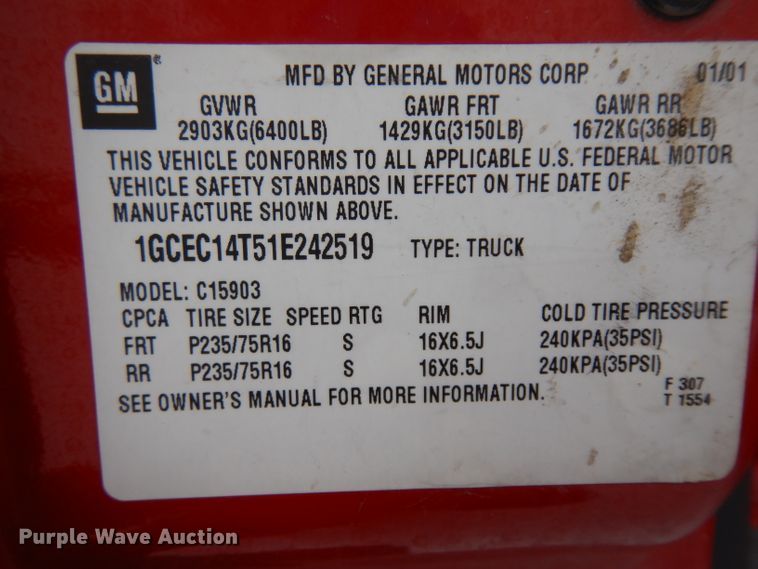 GM ®
MFD BY GENERAL MOTORS CORP 01/01
GVWR GAWR FRT GAWR RR
2903KG(6400LB) 1429KG(3150LB) 1672KG(3686LB)
THIS VEHICLE CONFORMS TO ALL APPLICABLE U.S. FEDERAL MOTOR
VEHICLE SAFETY STANDARDS IN EFFECT ON THE DATE OF
MANUFACTURE SHOWN ABOVE.
1GCEC14T51E242519 TYPE: TRUCK
MODEL: C15903
CPCA TIRE SIZE SPEED RTG RIM COLD TIRE PRESSURE
FRT P235/75R16 S 16X6.5J 240KPA(35PSI)
RR P235/75R16 S 16X6.5J 240KPA(35PSI)
SEE OWNER'S MANUAL FOR MORE INFORMATION.
F 307
T 1554
Purple Wave Auction